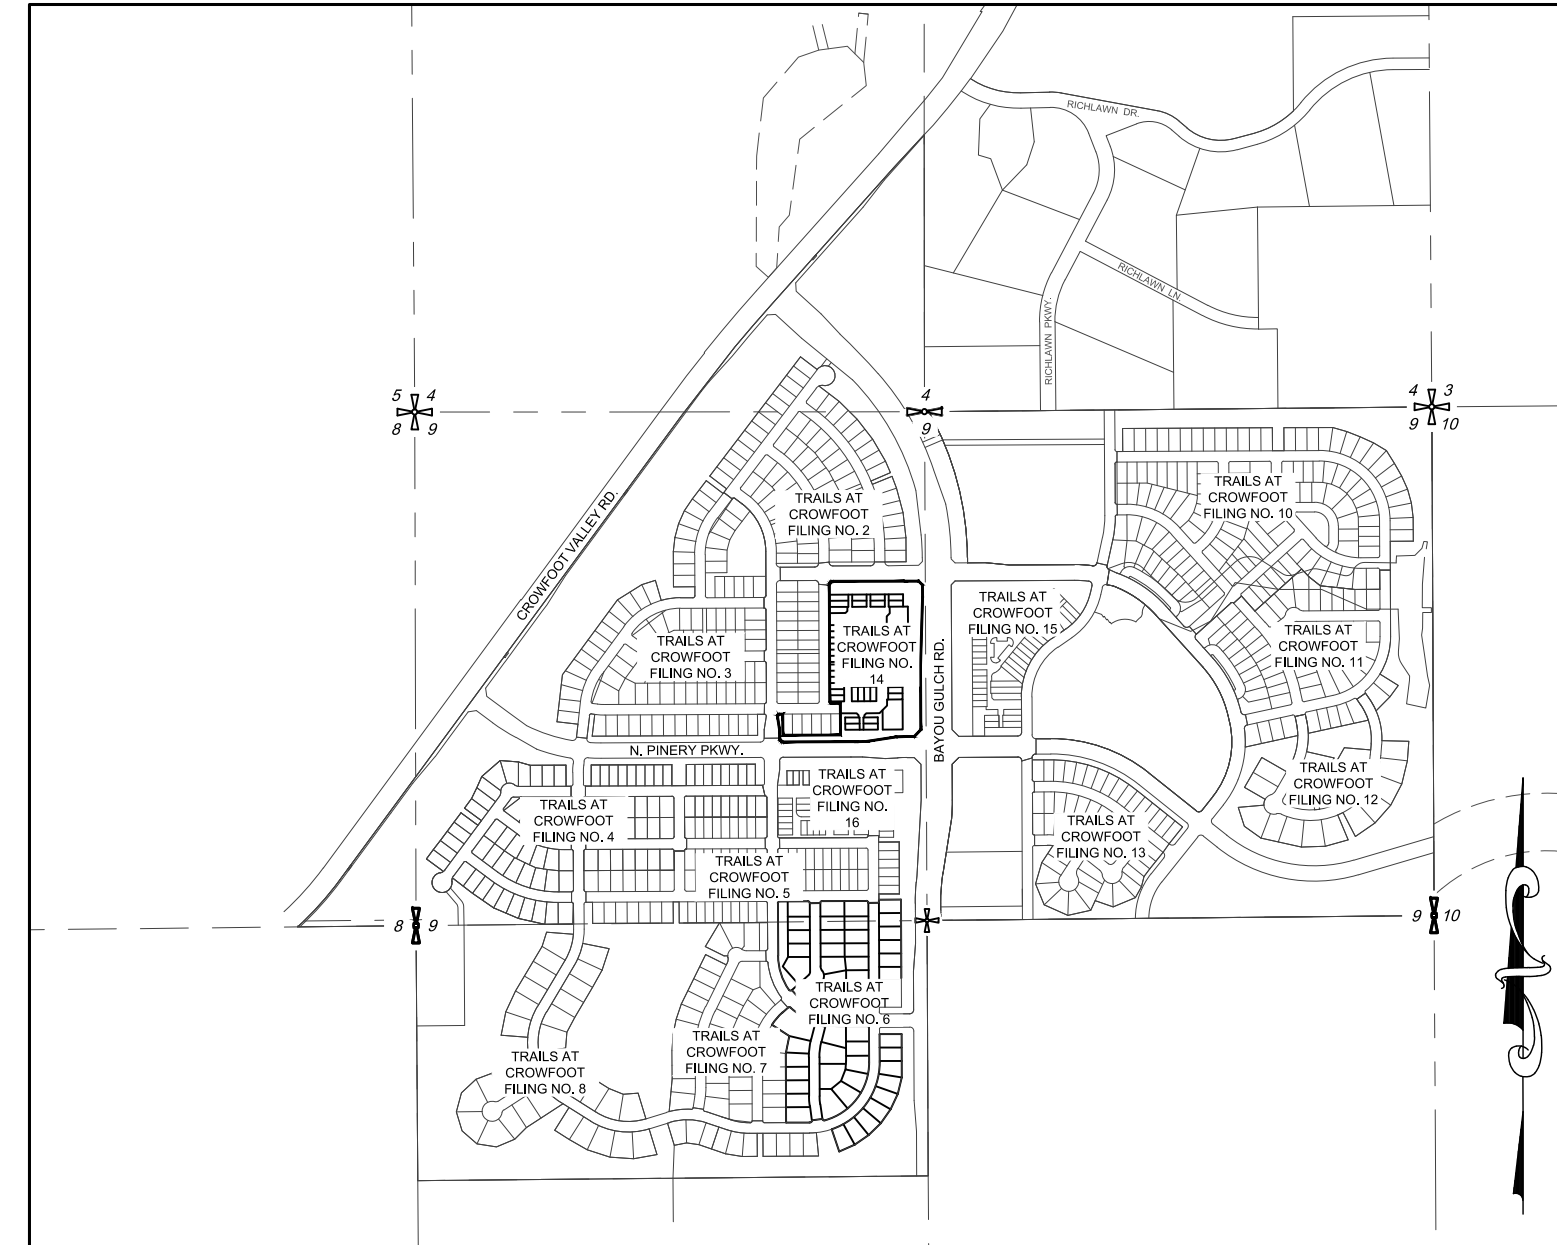 RICHLAWN DR.
RICHLAWN LN.
RICHLAWN PKWY.
5 4
8 9
4
9
4 3
9 10
CROWFOOT VALLEY RD.
TRAILS AT
CROWFOOT
FILING NO. 2
TRAILS AT
CROWFOOT
FILING NO. 10
TRAILS AT
CROWFOOT
FILING NO. 15
TRAILS AT
CROWFOOT
FILING NO. 3
TRAILS AT
CROWFOOT
FILING NO.
14
TRAILS AT
CROWFOOT
FILING NO. 11
BAYOU GULCH RD.
N. PINERY PKWY.
TRAILS AT
CROWFOOT
FILING NO. 4
TRAILS AT
CROWFOOT
FILING NO.
16
TRAILS AT
CROWFOOT
FILING NO. 12
TRAILS AT
CROWFOOT
FILING NO. 13
TRAILS AT
CROWFOOT
FILING NO. 5
8 9
9 10
TRAILS AT
CROWFOOT
FILING NO. 6
TRAILS AT
CROWFOOT
FILING NO. 7
TRAILS AT
CROWFOOT
FILING NO. 8